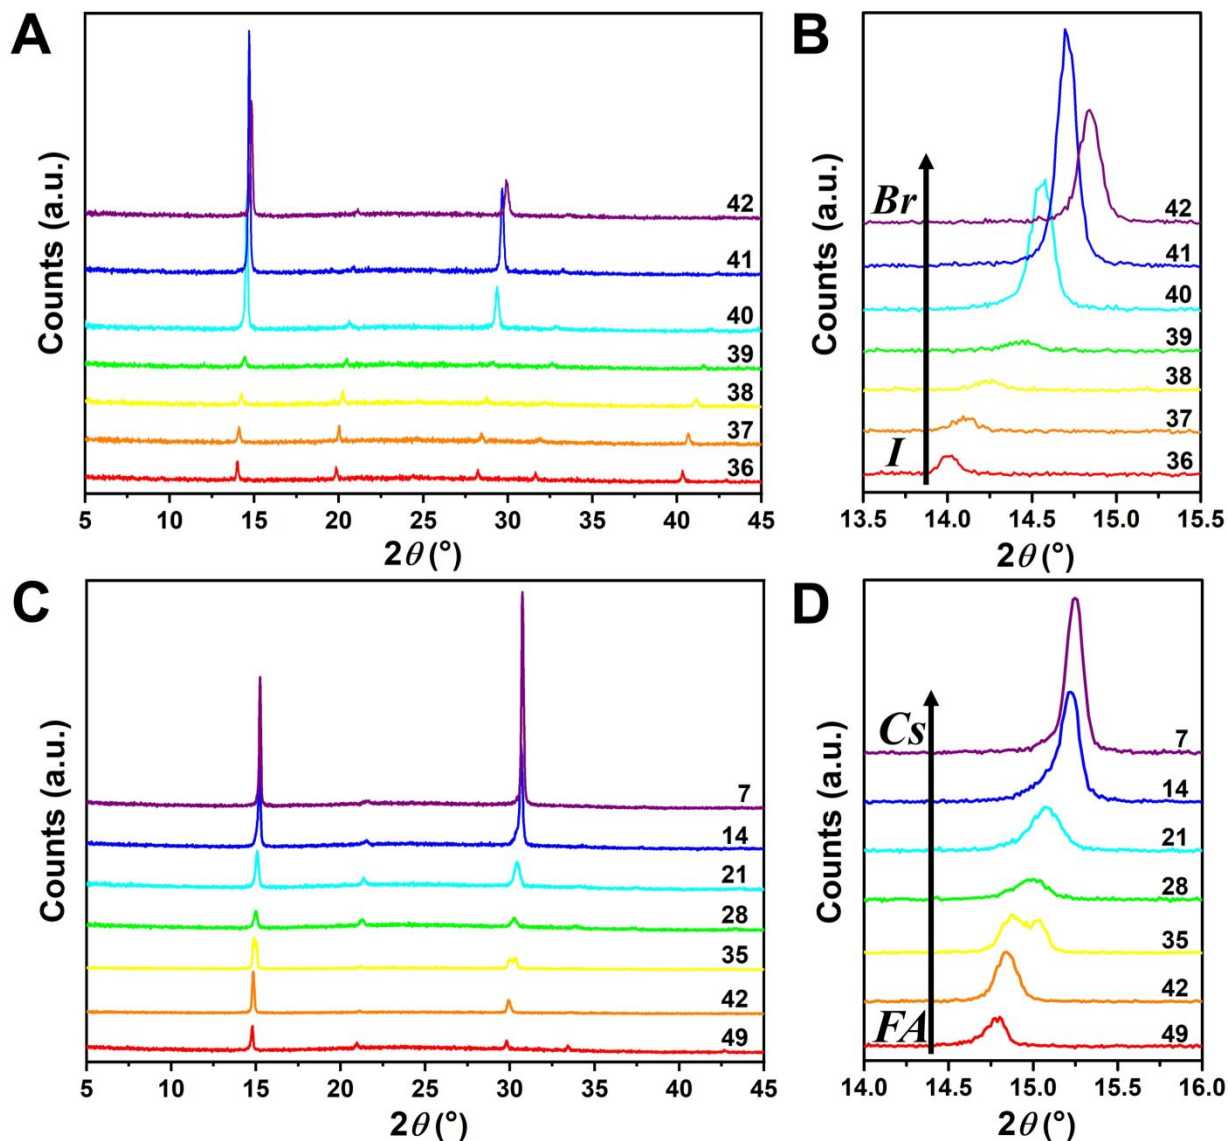 A
Counts (a.u.)
42
41
40
39
38
37
36
5 10 15 20 25 30 35 40 45
2θ (°)
B
Counts (a.u.)
Br
I
42
41
40
39
38
37
36
13.5 14.0 14.5 15.0 15.5
2θ (°)
C
Counts (a.u.)
7
14
21
28
35
42
49
5 10 15 20 25 30 35 40 45
2θ (°)
D
Counts (a.u.)
Cs
FA
7
14
21
28
35
42
49
14.0 14.5 15.0 15.5 16.0
2θ (°)